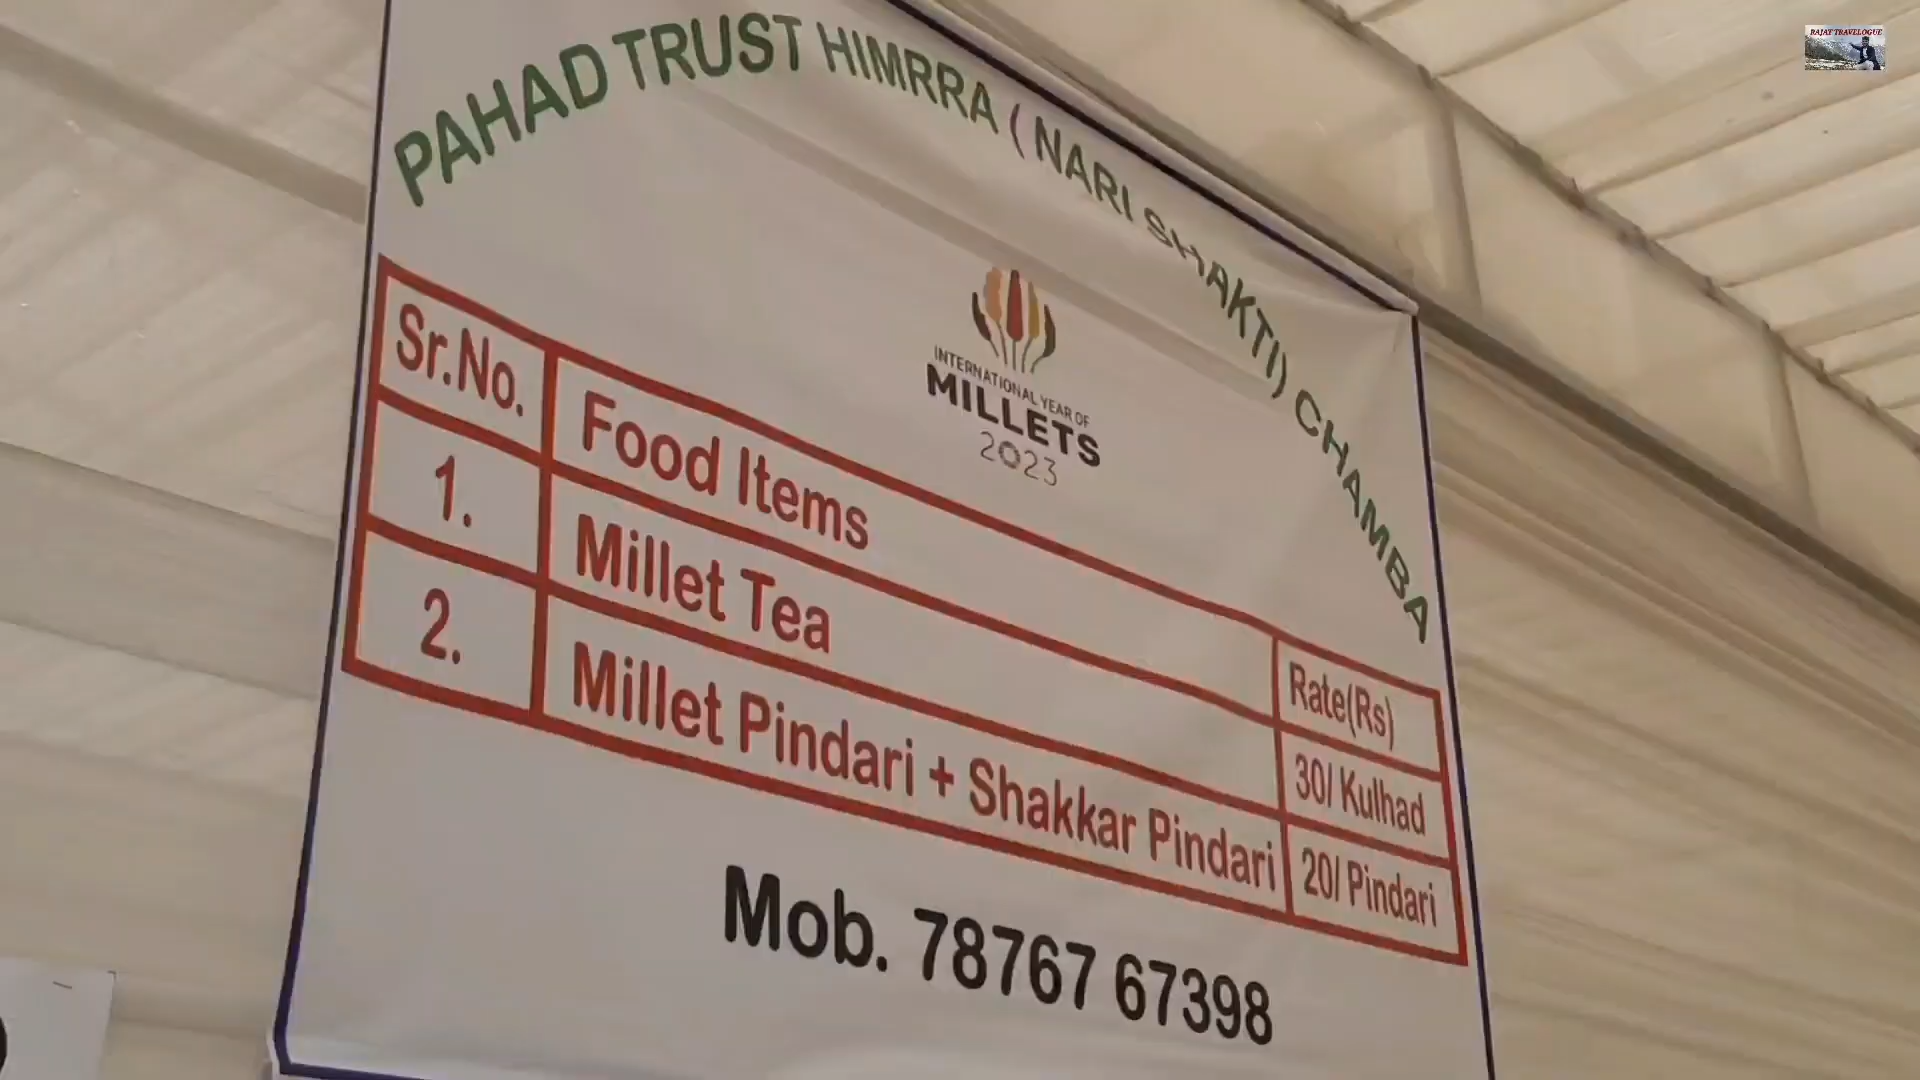 RAJAT TRAVELOGUE
PAHAD TRUST HIMRRA ( NARI SHAKTI) CHAMBA
INTERNATIONAL YEAR OF
MILLETS
2023
Sr.No. Food Items Rate(Rs)
1. Millet Tea 30/ Kulhad
2. Millet Pindari + Shakkar Pindari 20/ Pindari
Mob. 78767 67398